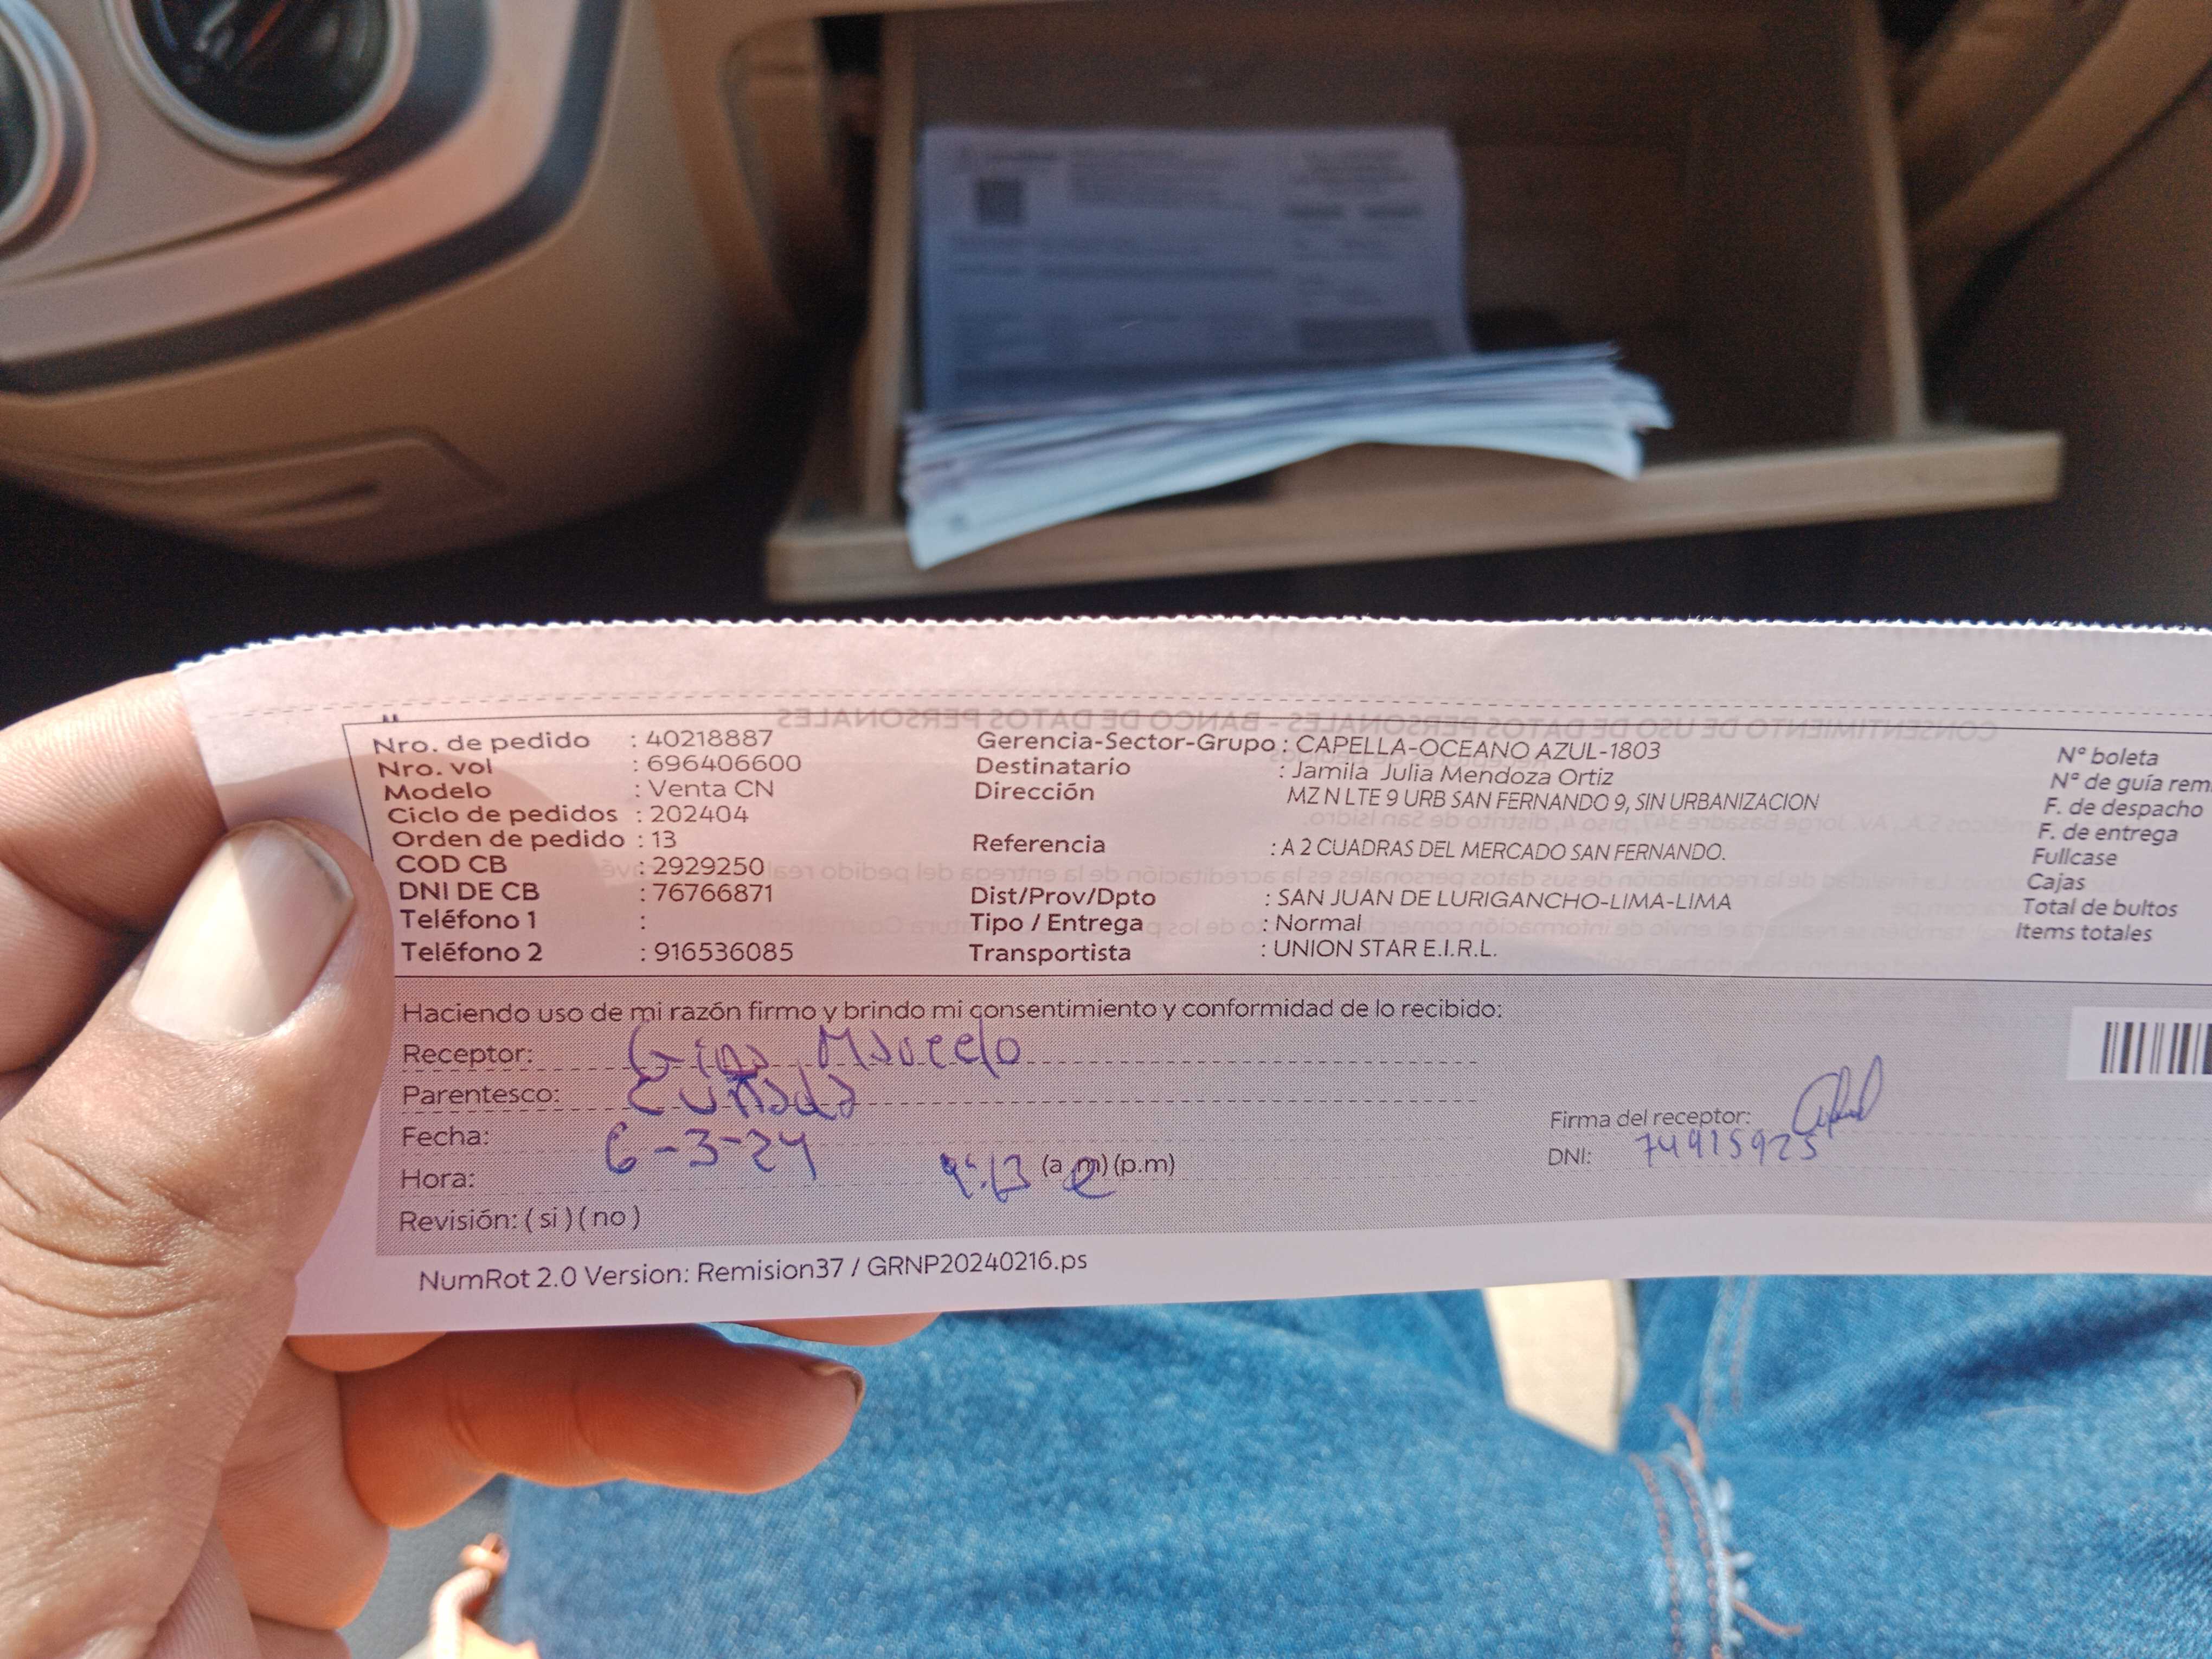 Nro. de pedido : 40218887
Nro. vol : 696406600
Modelo : Venta CN
Ciclo de pedidos : 202404
Orden de pedido : 13
COD CB : 2929250
DNI DE CB : 76766871
Teléfono 1 :
Teléfono 2 : 916536085
Gerencia-Sector-Grupo : CAPELLA-OCEANO AZUL-1803
Destinatario : Jamila Julia Mendoza Ortiz
Dirección MZ N LTE 9 URB SAN FERNANDO 9, SIN URBANIZACION
Referencia : A 2 CUADRAS DEL MERCADO SAN FERNANDO.
Dist/Prov/Dpto : SAN JUAN DE LURIGANCHO-LIMA-LIMA
Tipo / Entrega : Normal
Transportista : UNION STAR E.I.R.L.
N° boleta
N° de guía rem
F. de despacho
F. de entrega
Fullcase
Cajas
Total de bultos
Items totales
Haciendo uso de mi razón firmo y brindo mi consentimiento y conformidad de lo recibido:
Receptor:
Parentesco: Cuñada
Fecha: 6-3-24
Hora: 9:13 (a.m) (p.m)
Revisión: ( si ) ( no )
Firma del receptor:
DNI: 74915925
NumRot 2.0 Version: Remision37 / GRNP20240216.ps